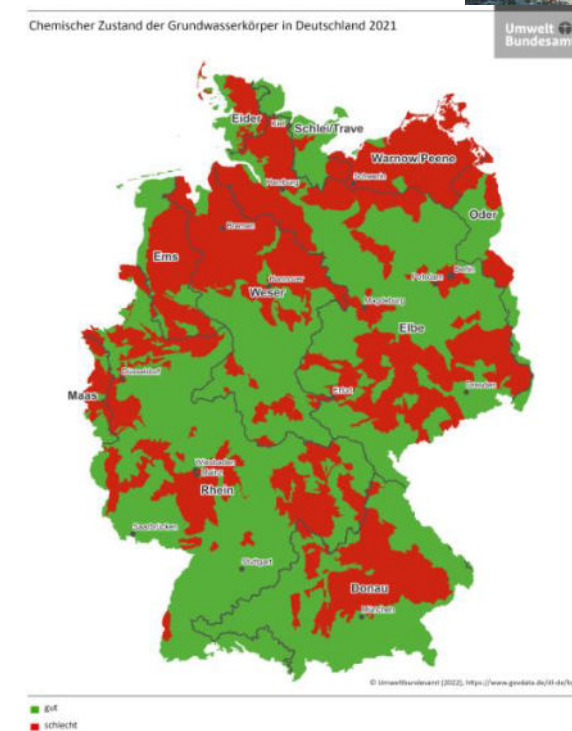 Chemischer Zustand der Grundwasserkörper in Deutschland 2021
Umwelt
Bundesamt
Eider
Kiel
Schlei/Trave
Warnow/Peene
Schwerin
Hamburg
Oder
Bremen
Ems
Hannover
Potsdam
Berlin
Weser
Magdeburg
Elbe
Düsseldorf
Erfurt
Dresden
Maas
Wiesbaden
Mainz
Rhein
Saarbrücken
Stuttgart
Donau
München
© Umweltbundesamt (2022), https://www.geodata.de/
gut
schlecht